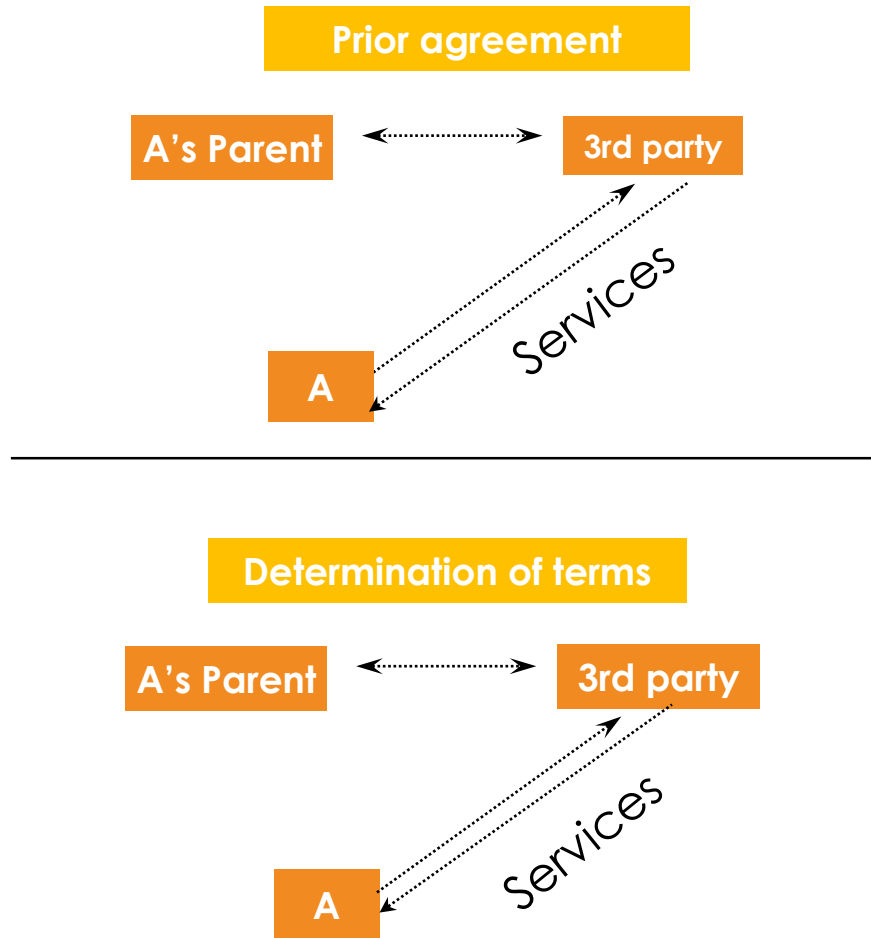 Prior agreement
A’s Parent
3rd party
Services
A
Determination of terms
A’s Parent
3rd party
Services
A